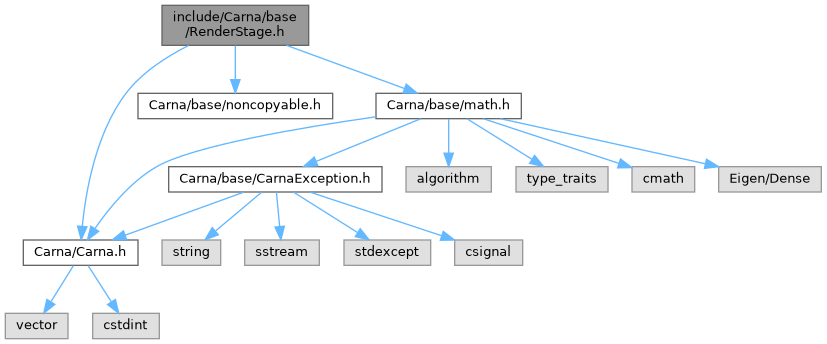 include/Carna/base
/RenderStage.h
Carna/base/noncopyable.h
Carna/base/math.h
Carna/base/CarnaException.h
algorithm
type_traits
cmath
Eigen/Dense
Carna/Carna.h
string
sstream
stdexcept
csignal
vector
cstdint